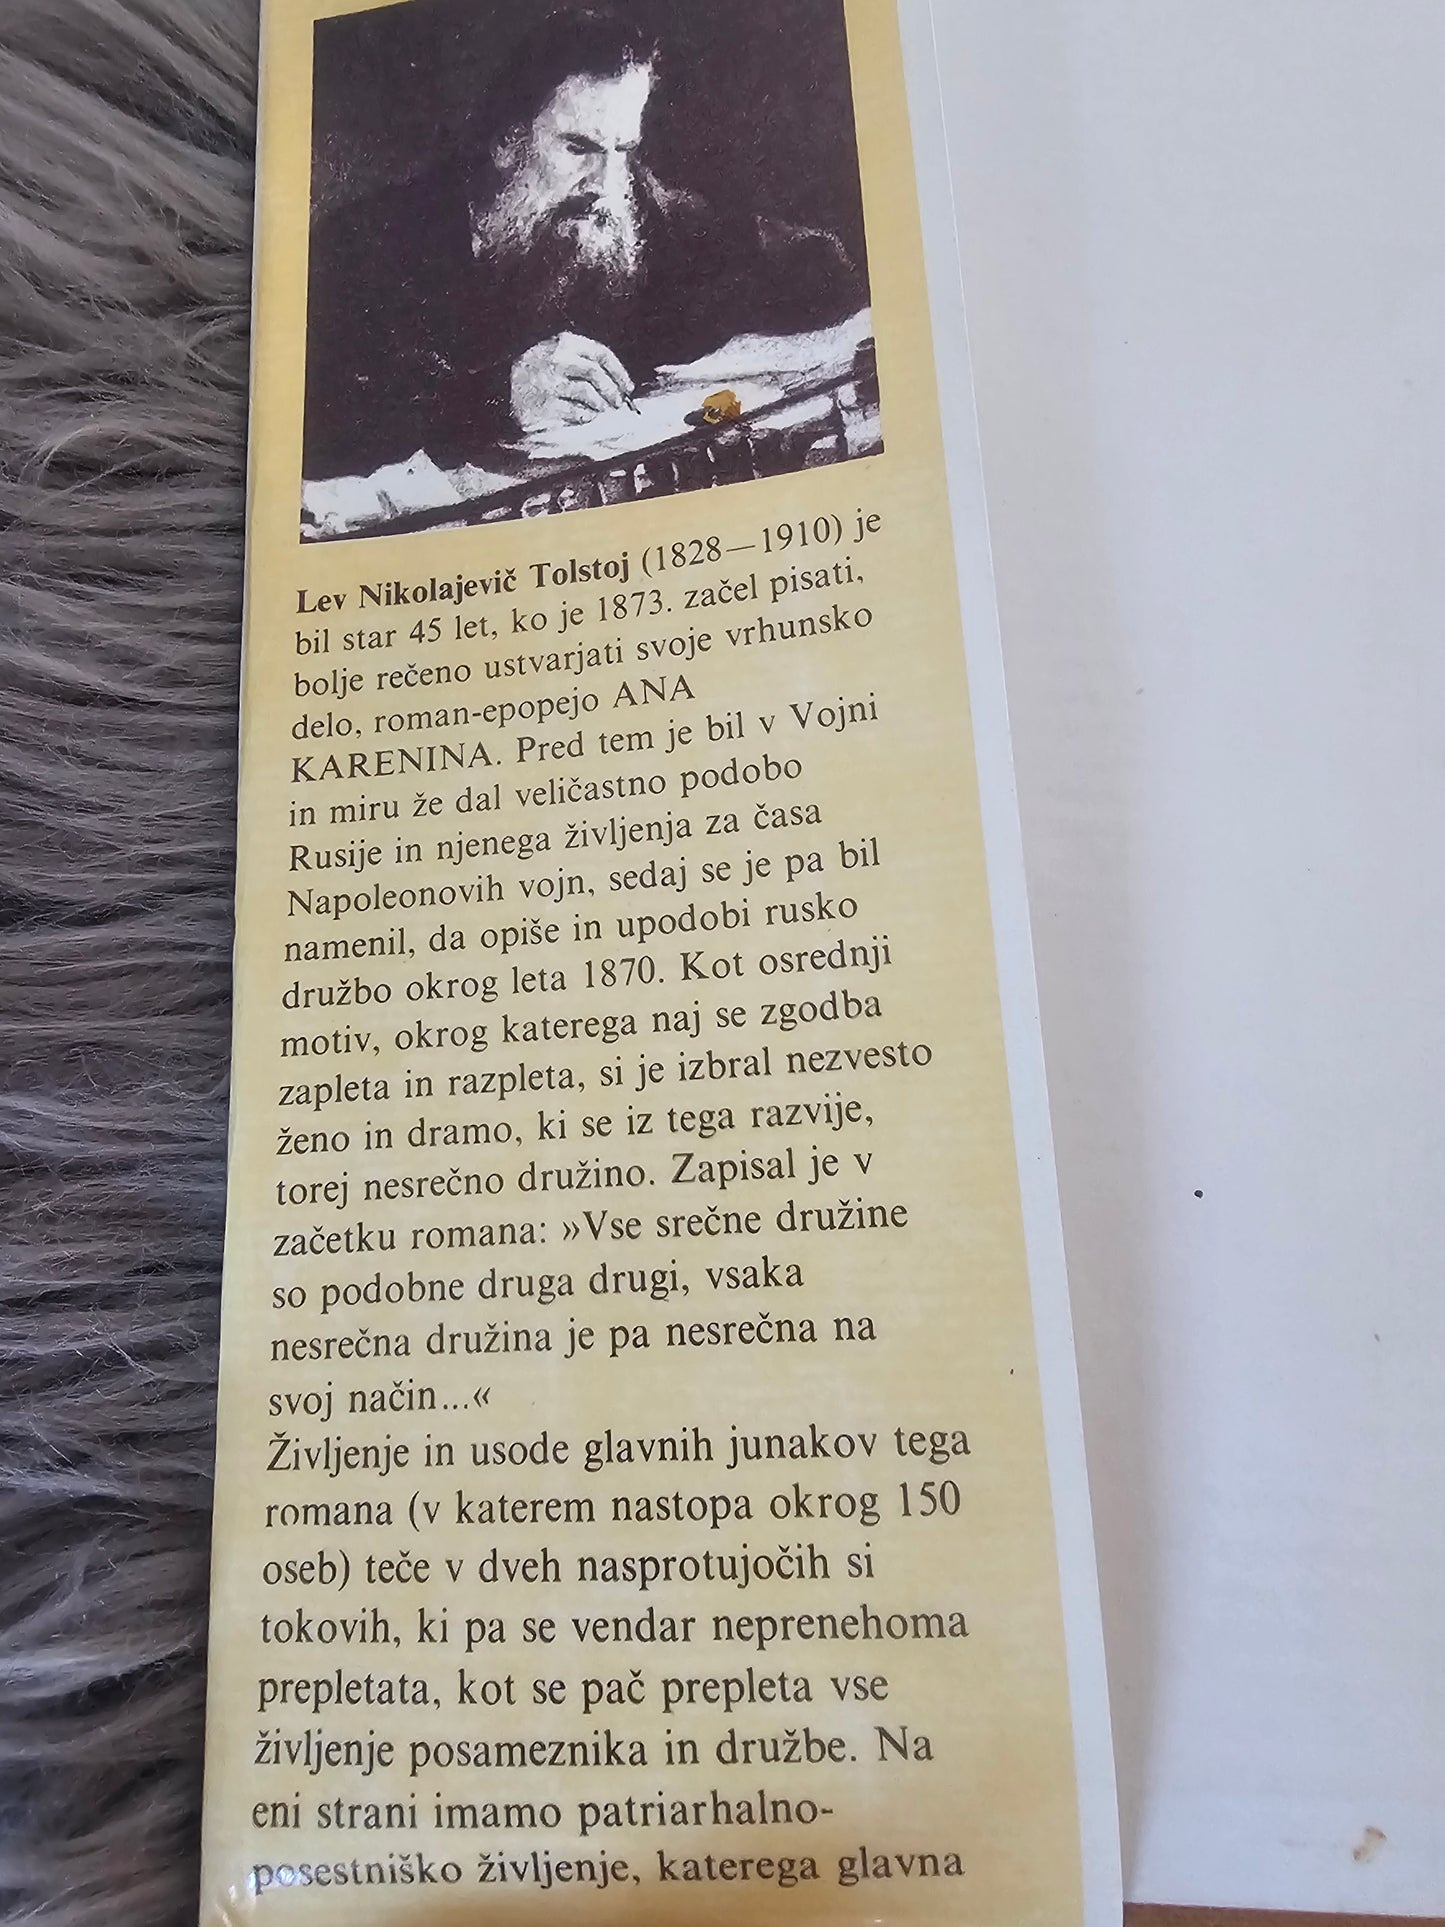 Lev Nikolajevič Tolstoj (1828—1910) je
bil star 45 let, ko je 1873. začel pisati,
bolje rečeno ustvarjati svoje vrhunsko
delo, roman-epopejo ANA
KARENINA. Pred tem je bil v Vojni
in miru že dal veličastno podobo
Rusije in njenega življenja za časa
Napoleonovih vojn, sedaj se je pa bil
namenil, da opiše in upodobi rusko
družbo okrog leta 1870. Kot osrednji
motiv, okrog katerega naj se zgodba
zapleta in razpleta, si je izbral nezvesto
ženo in dramo, ki se iz tega razvije,
torej nesrečno družino. Zapisal je v
začetku romana: »Vse srečne družine
so podobne druga drugi, vsaka
nesrečna družina je pa nesrečna na
svoj način...«
Življenje in usode glavnih junakov tega
romana (v katerem nastopa okrog 150
oseb) teče v dveh nasprotujočih si
tokovih, ki pa se vendar neprenehoma
prepletata, kot se pač prepleta vse
življenje posameznika in družbe. Na
eni strani imamo patriarhalno-
posestniško življenje, katerega glavna